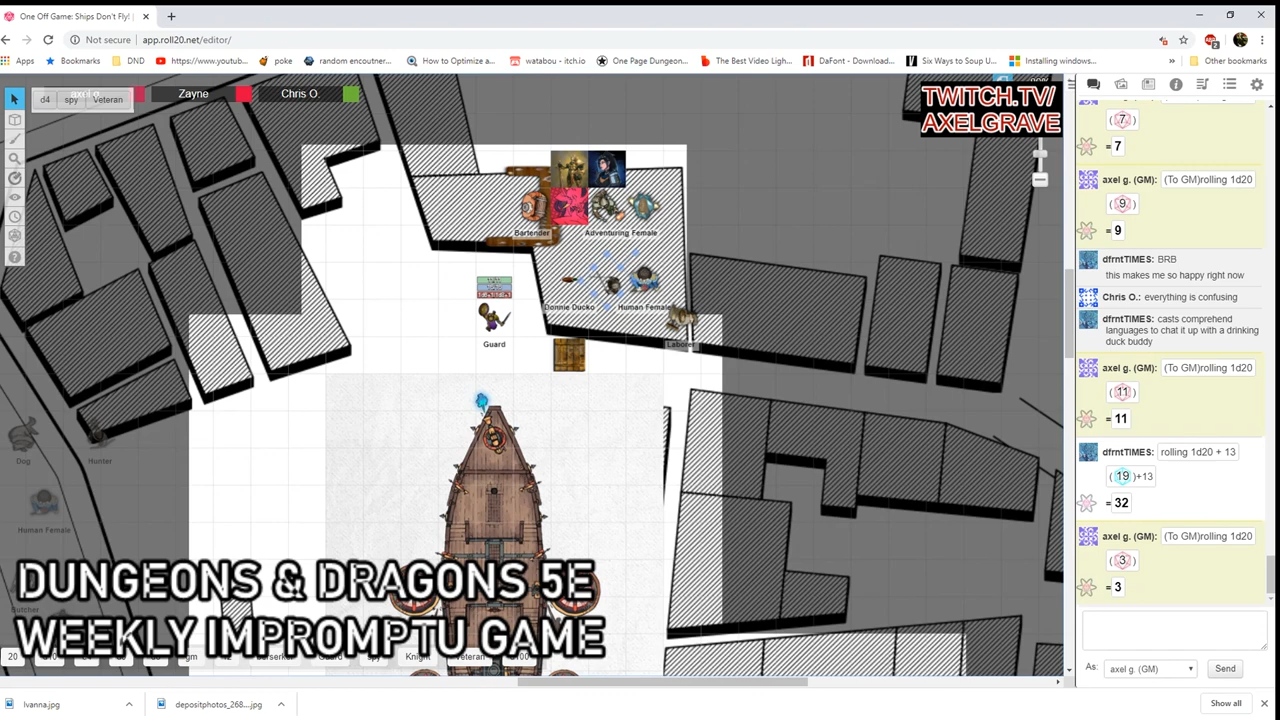 One Off Game: Ships Don't Fly! |
Not secure | app.roll20.net/editor/
Apps
Bookmarks
DND
https://www.youtub...
poke
random encoutner...
How to Optimize a...
watabou - itch.io
One Page Dungeon...
The Best Video Ligh...
DaFont - Download...
Six Ways to Soup U...
Installing windows...
Other bookmarks
d4
spy
Veteran
Zayne
Chris O.
TWITCH.TV/
AXELGRAVE
Bartender
Adventuring Female
Donnie Ducko
Human Female
Guard
Laborer
Dog
Hunter
Human Female
Butcher
DUNGEONS & DRAGONS 5E
WEEKLY IMPROMPTU GAME
20
Knight
Veteran
(7)
= 7
axel g. (GM): (To GM)rolling 1d20
(9)
= 9
dfrntTIMES: BRB
this makes me so happy right now
Chris O.: everything is confusing
dfrntTIMES: casts comprehend
languages to chat it up with a drinking
duck buddy
axel g. (GM): (To GM)rolling 1d20
(11)
= 11
dfrntTIMES: rolling 1d20 + 13
(19)+13
= 32
axel g. (GM): (To GM)rolling 1d20
(3)
= 3
As: axel g. (GM)
Send
Ivanna.jpg
depositphotos_268....jpg
Show all